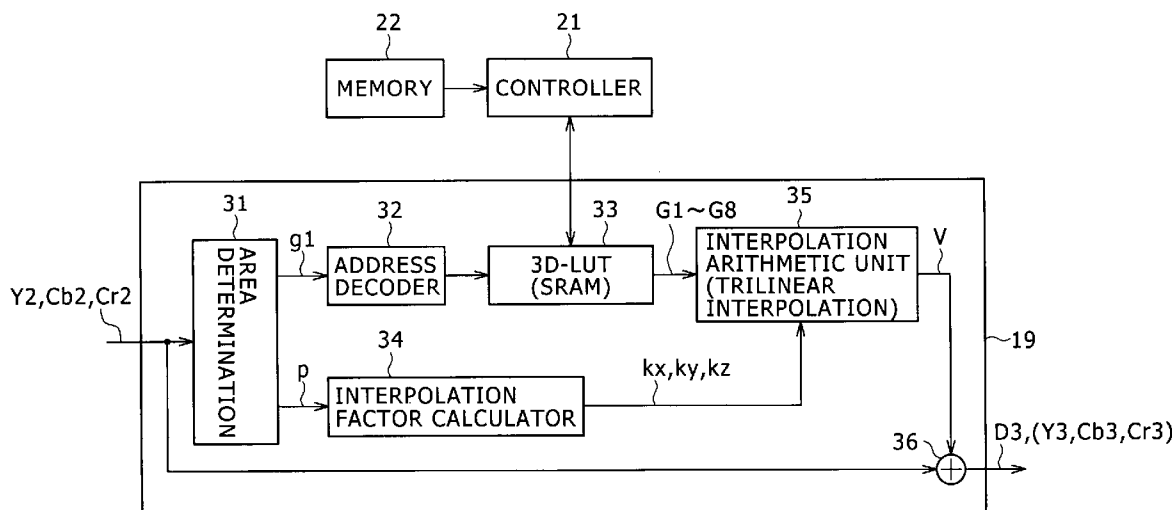 22
21
MEMORY
CONTROLLER
31
32
33
G1～G8
35
AREA
DETERMINATION
g1
ADDRESS
DECODER
3D-LUT
(SRAM)
INTERPOLATION
ARITHMETIC UNIT
(TRILINEAR
INTERPOLATION)
V
Y2,Cb2,Cr2
19
34
p
INTERPOLATION
FACTOR CALCULATOR
kx,ky,kz
36
D3,(Y3,Cb3,Cr3)